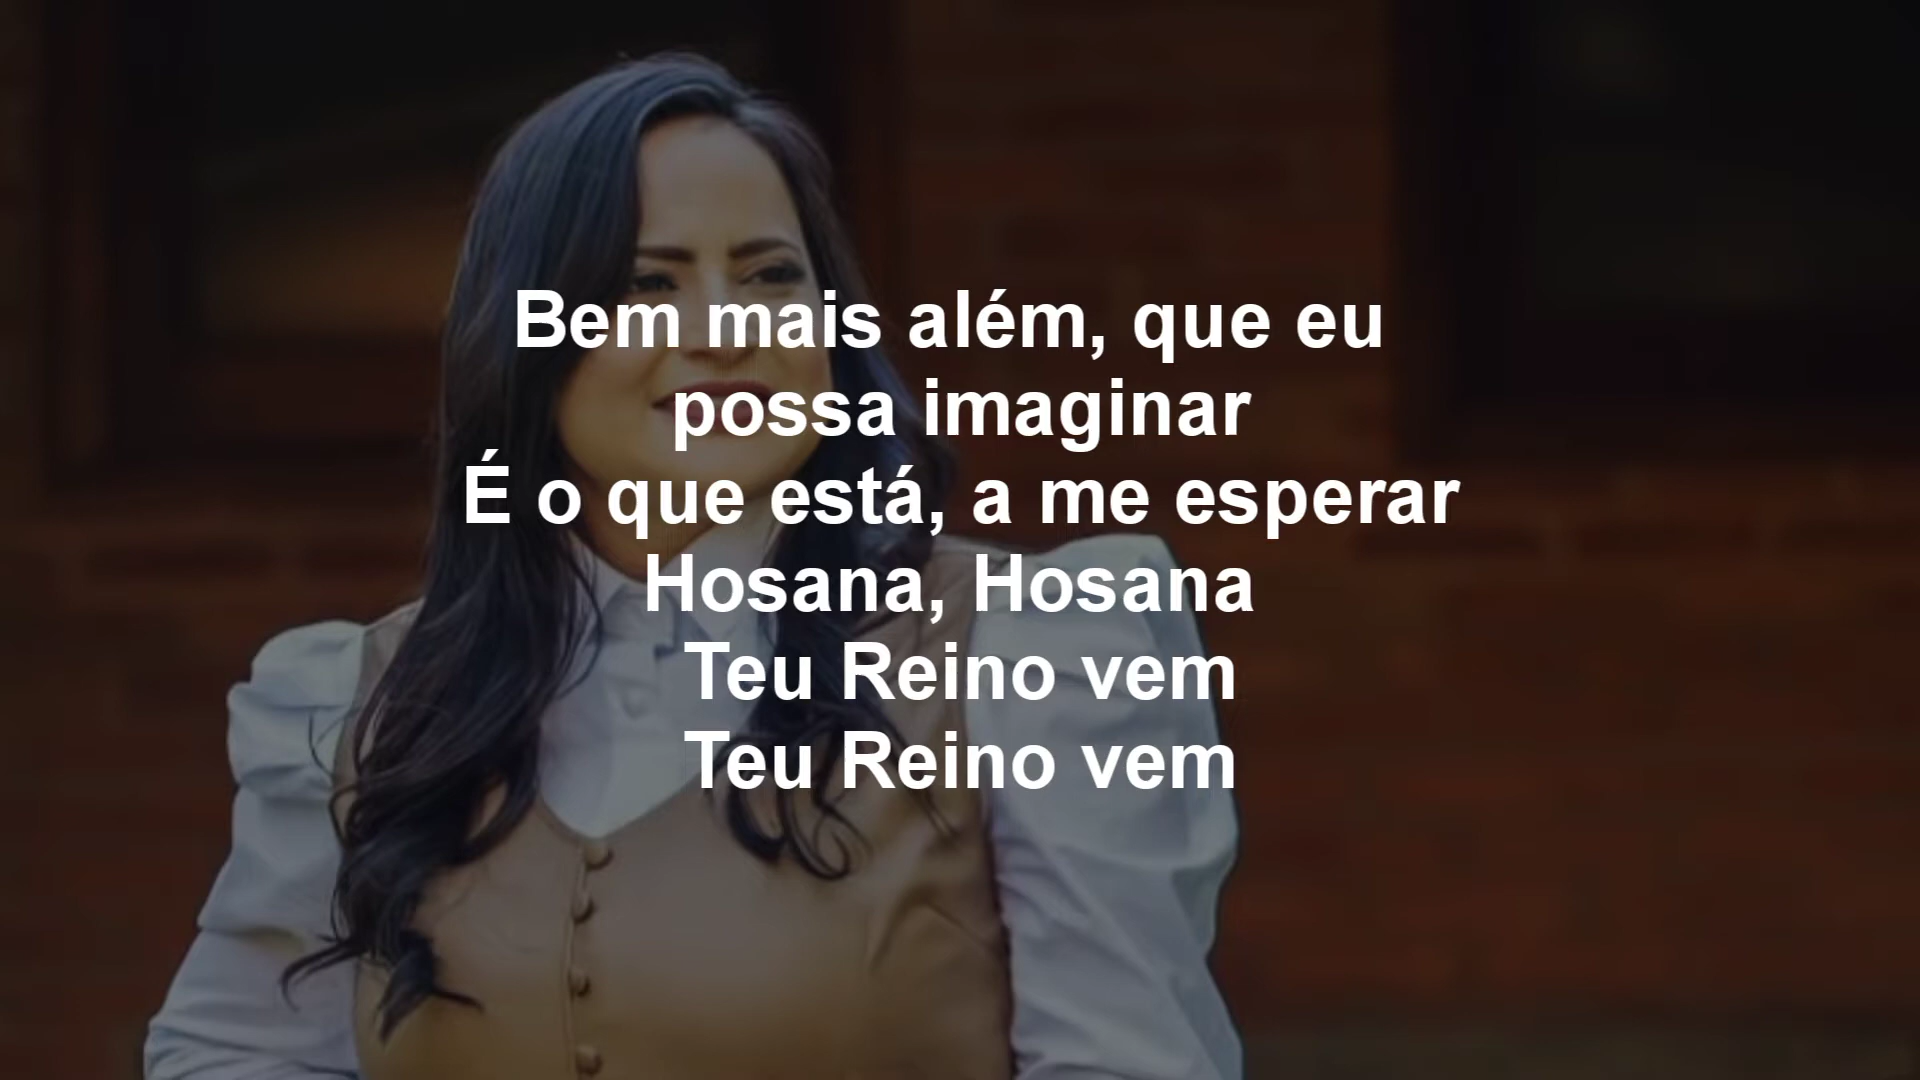 Bem mais além, que eu
possa imaginar
É o que está, a me esperar
Hosana, Hosana
Teu Reino vem
Teu Reino vem